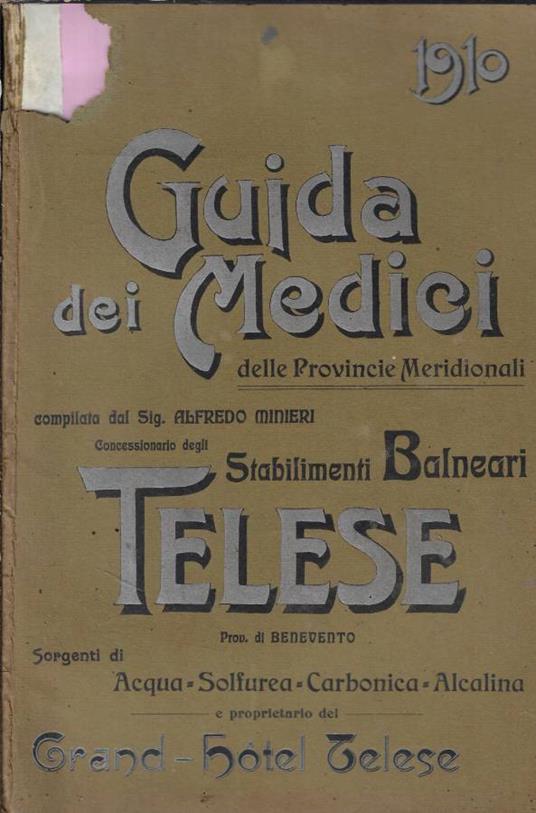 1910
Guida
dei Medici
delle Provincie Meridionali
compilata dal Sig. ALFREDO MINIERI
Concessionario degli
Stabilimenti Balneari
TELESE
Prov. di BENEVENTO
Sorgenti di
Acqua-Solfurea-Carbonica-Alcalina
e proprietario del
Grand-Hôtel Telese